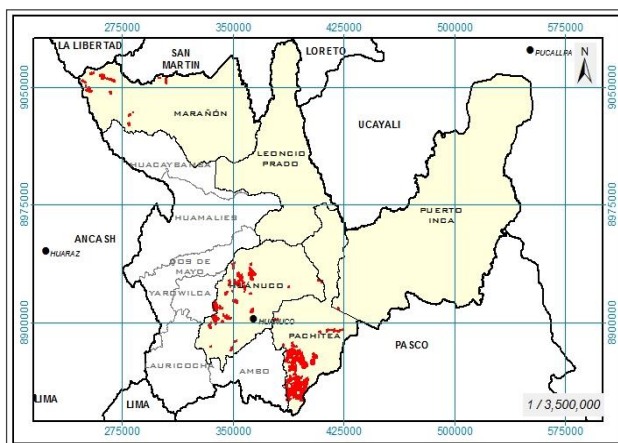 275000 350000 425000 500000 575000
LA LIBERTAD
SAN
MARTIN
LORETO
PUCALLPA
N
9050000
9050000
MARAÑÓN
UCAYALI
LEONCIO
PRADO
HUACAYBAMBA
8975000
8975000
HUAMALIES
PUERTO
INCA
ANCASH
HUARAZ
DOS DE
MAYO
HUÁNUCO
YAROWILCA
HUANUCO
8900000
8900000
PACHITEA
PASCO
LAURICOCHA
AMBO
LIMA
LIMA
1 / 3,500,000
275000 350000 425000 500000 575000